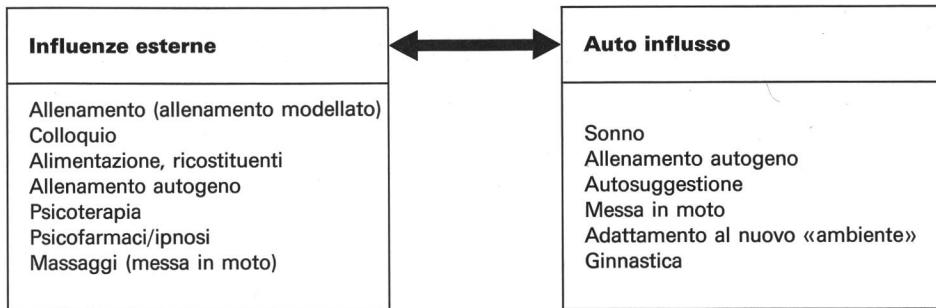 Influenze esterne
Allenamento (allenamento modellato)
Colloquio
Alimentazione, ricostituenti
Allenamento autogeno
Psicoterapia
Psicofarmaci/ipnosi
Massaggi (messa in moto)
Auto influsso
Sonno
Allenamento autogeno
Autosuggestione
Messa in moto
Adattamento al nuovo «ambiente»
Ginnastica